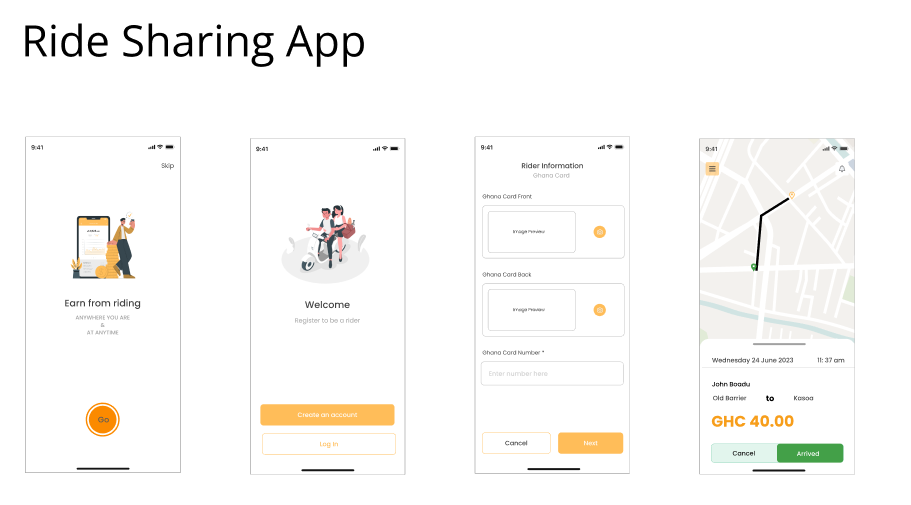 Ride Sharing App
9:41
Skip
Earn from riding
ANYWHERE YOU ARE
&
AT ANYTIME
Go
9:41
Welcome
Register to be a rider
Create an account
Log in
9:41
Rider Information
Ghana Card
Ghana Card Front
Image Preview
Ghana Card Back
Image Preview
Ghana Card Number *
Enter number here
Cancel
Next
9:41
Wednesday 24 June 2023
11: 37 am
John Boadu
Old Barrier to Kasoa
GHC 40.00
Cancel
Arrived